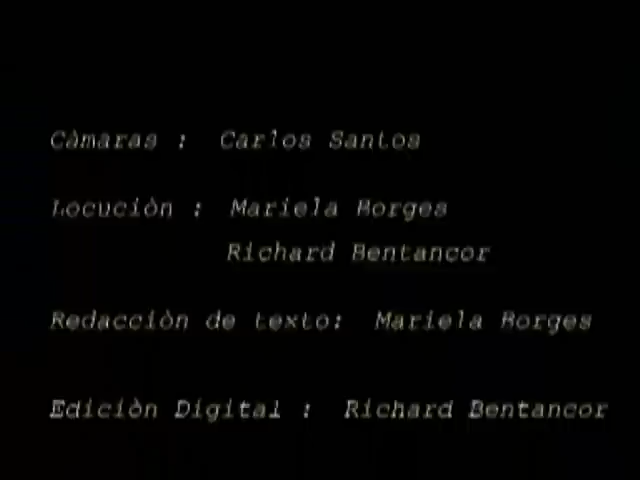 Càmaras : Carlos Santos
Locuciòn : Mariela Borges
Richard Bentancor
Redacciòn de texto: Mariela Borges
Ediciòn Digital : Richard Bentancor